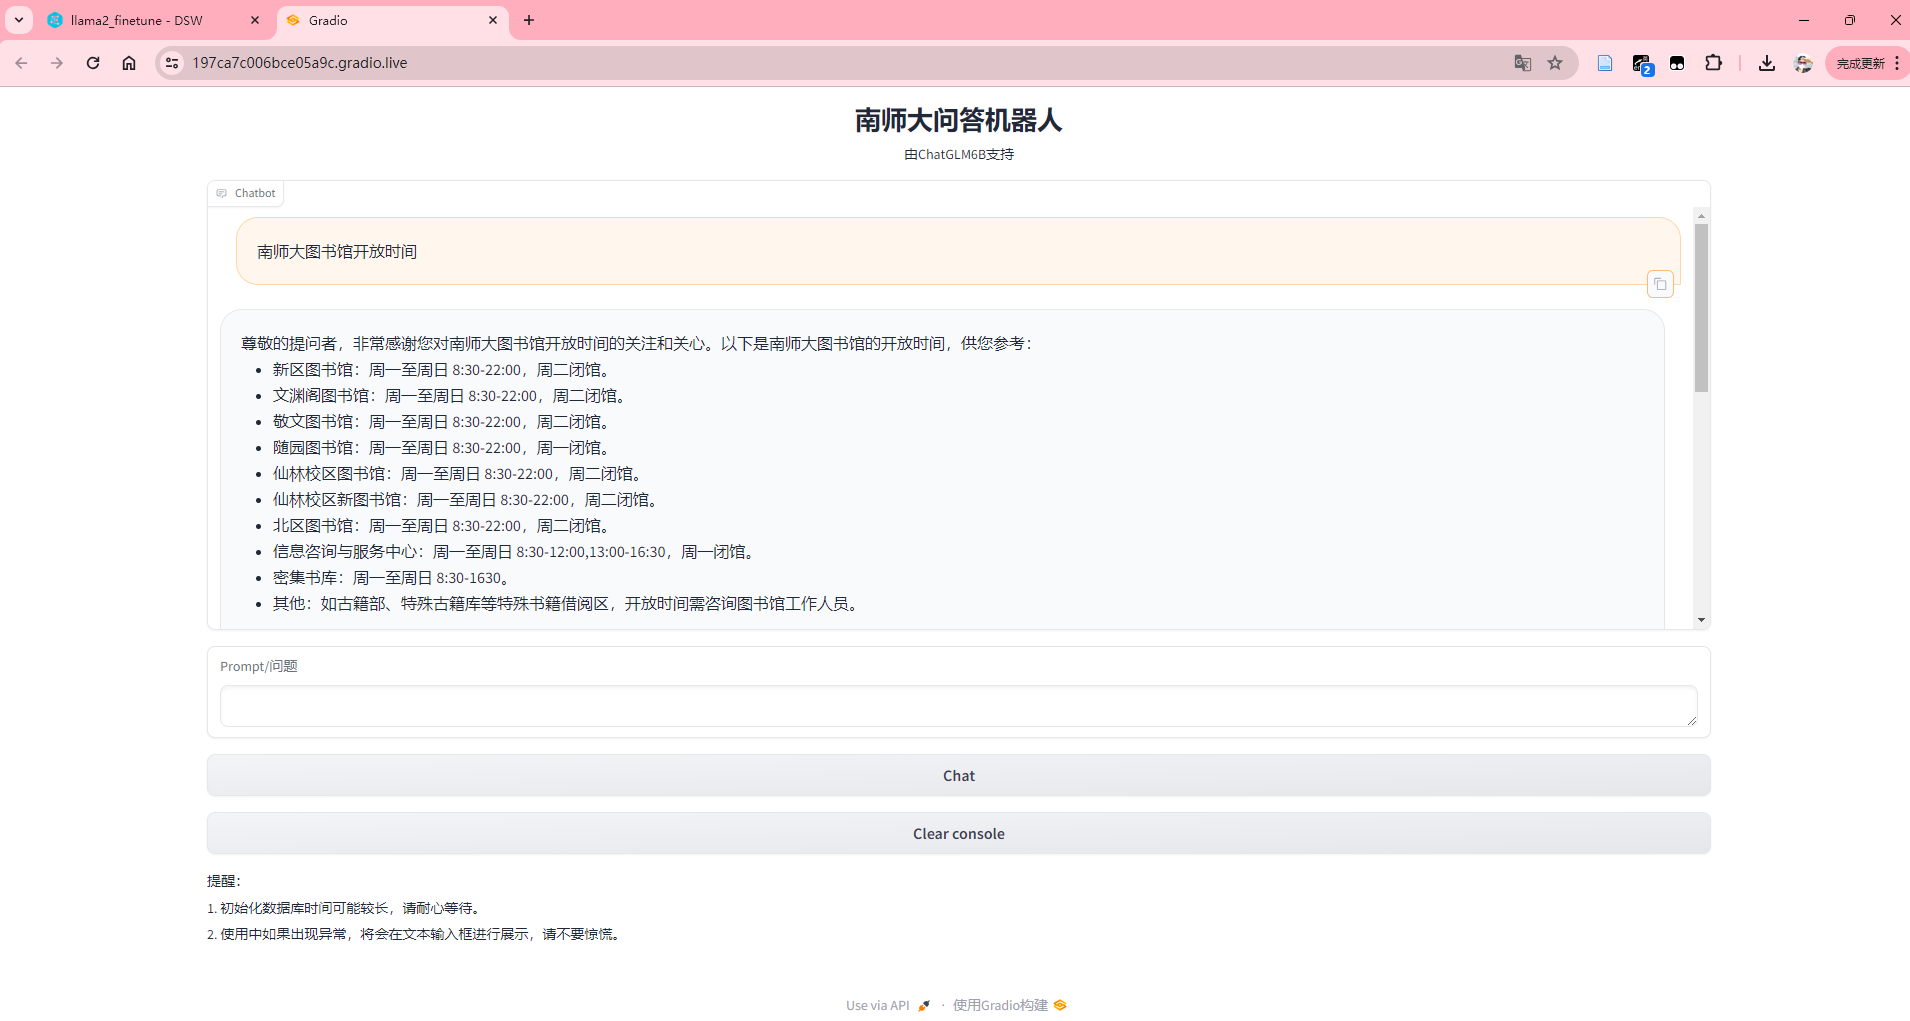 llama2_finetune - DSW
Gradio
197ca7c006bce05a9c.gradio.live
2
完成更新
南师大问答机器人
由ChatGLM6B支持
Chatbot
南师大图书馆开放时间
尊敬的提问者，非常感谢您对南师大图书馆开放时间的关注和关心。以下是南师大图书馆的开放时间，供您参考：
• 新区图书馆：周一至周日 8:30-22:00，周二闭馆。
• 文渊阁图书馆：周一至周日 8:30-22:00，周二闭馆。
• 敬文图书馆：周一至周日 8:30-22:00，周二闭馆。
• 随园图书馆：周一至周日 8:30-22:00，周一闭馆。
• 仙林校区图书馆：周一至周日 8:30-22:00，周二闭馆。
• 仙林校区新图书馆：周一至周日 8:30-22:00，周二闭馆。
• 北区图书馆：周一至周日 8:30-22:00，周二闭馆。
• 信息咨询与服务中心：周一至周日 8:30-12:00,13:00-16:30，周一闭馆。
• 密集书库：周一至周日 8:30-1630。
• 其他：如古籍部、特殊古籍库等特殊书籍借阅区，开放时间需咨询图书馆工作人员。
Prompt/问题
Chat
Clear console
提醒：
1. 初始化数据库时间可能较长，请耐心等待。
2. 使用中如果出现异常，将会在文本输入框进行展示，请不要惊慌。
Use via API · 使用Gradio构建